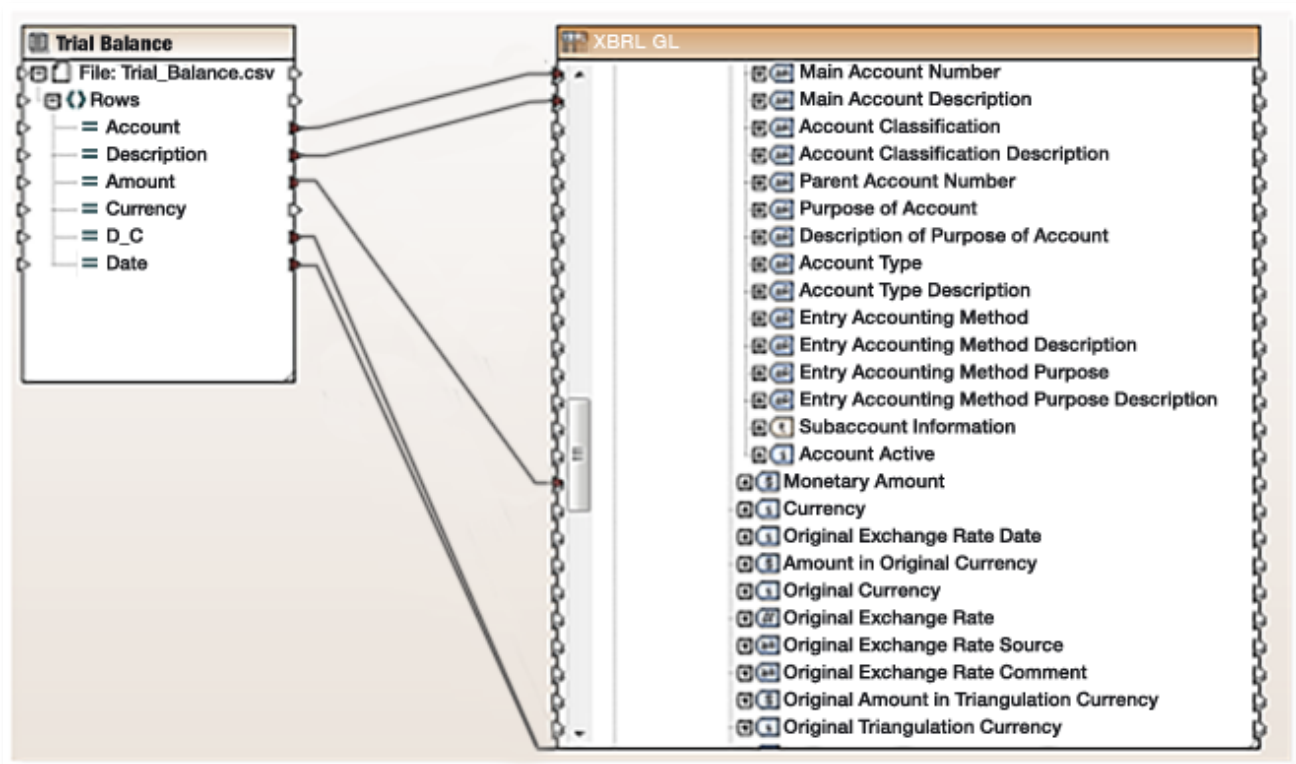 Trial Balance
File: Trial_Balance.csv
Rows
Account
Description
Amount
Currency
D_C
Date
XBRL GL
Main Account Number
Main Account Description
Account Classification
Account Classification Description
Parent Account Number
Purpose of Account
Description of Purpose of Account
Account Type
Account Type Description
Entry Accounting Method
Entry Accounting Method Description
Entry Accounting Method Purpose
Entry Accounting Method Purpose Description
Subaccount Information
Account Active
Monetary Amount
Currency
Original Exchange Rate Date
Amount in Original Currency
Original Currency
Original Exchange Rate
Original Exchange Rate Source
Original Exchange Rate Comment
Original Amount in Triangulation Currency
Original Triangulation Currency